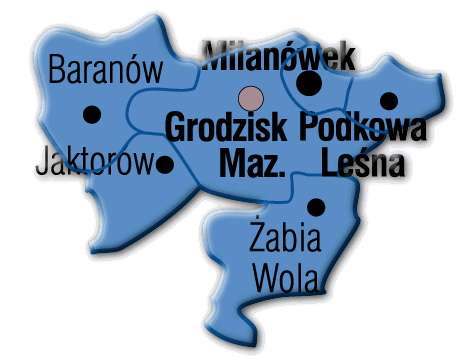 Milanówek
Baranów
Grodzisk
Maz.
Podkowa
Leśna
Jaktorów
Żabia
Wola